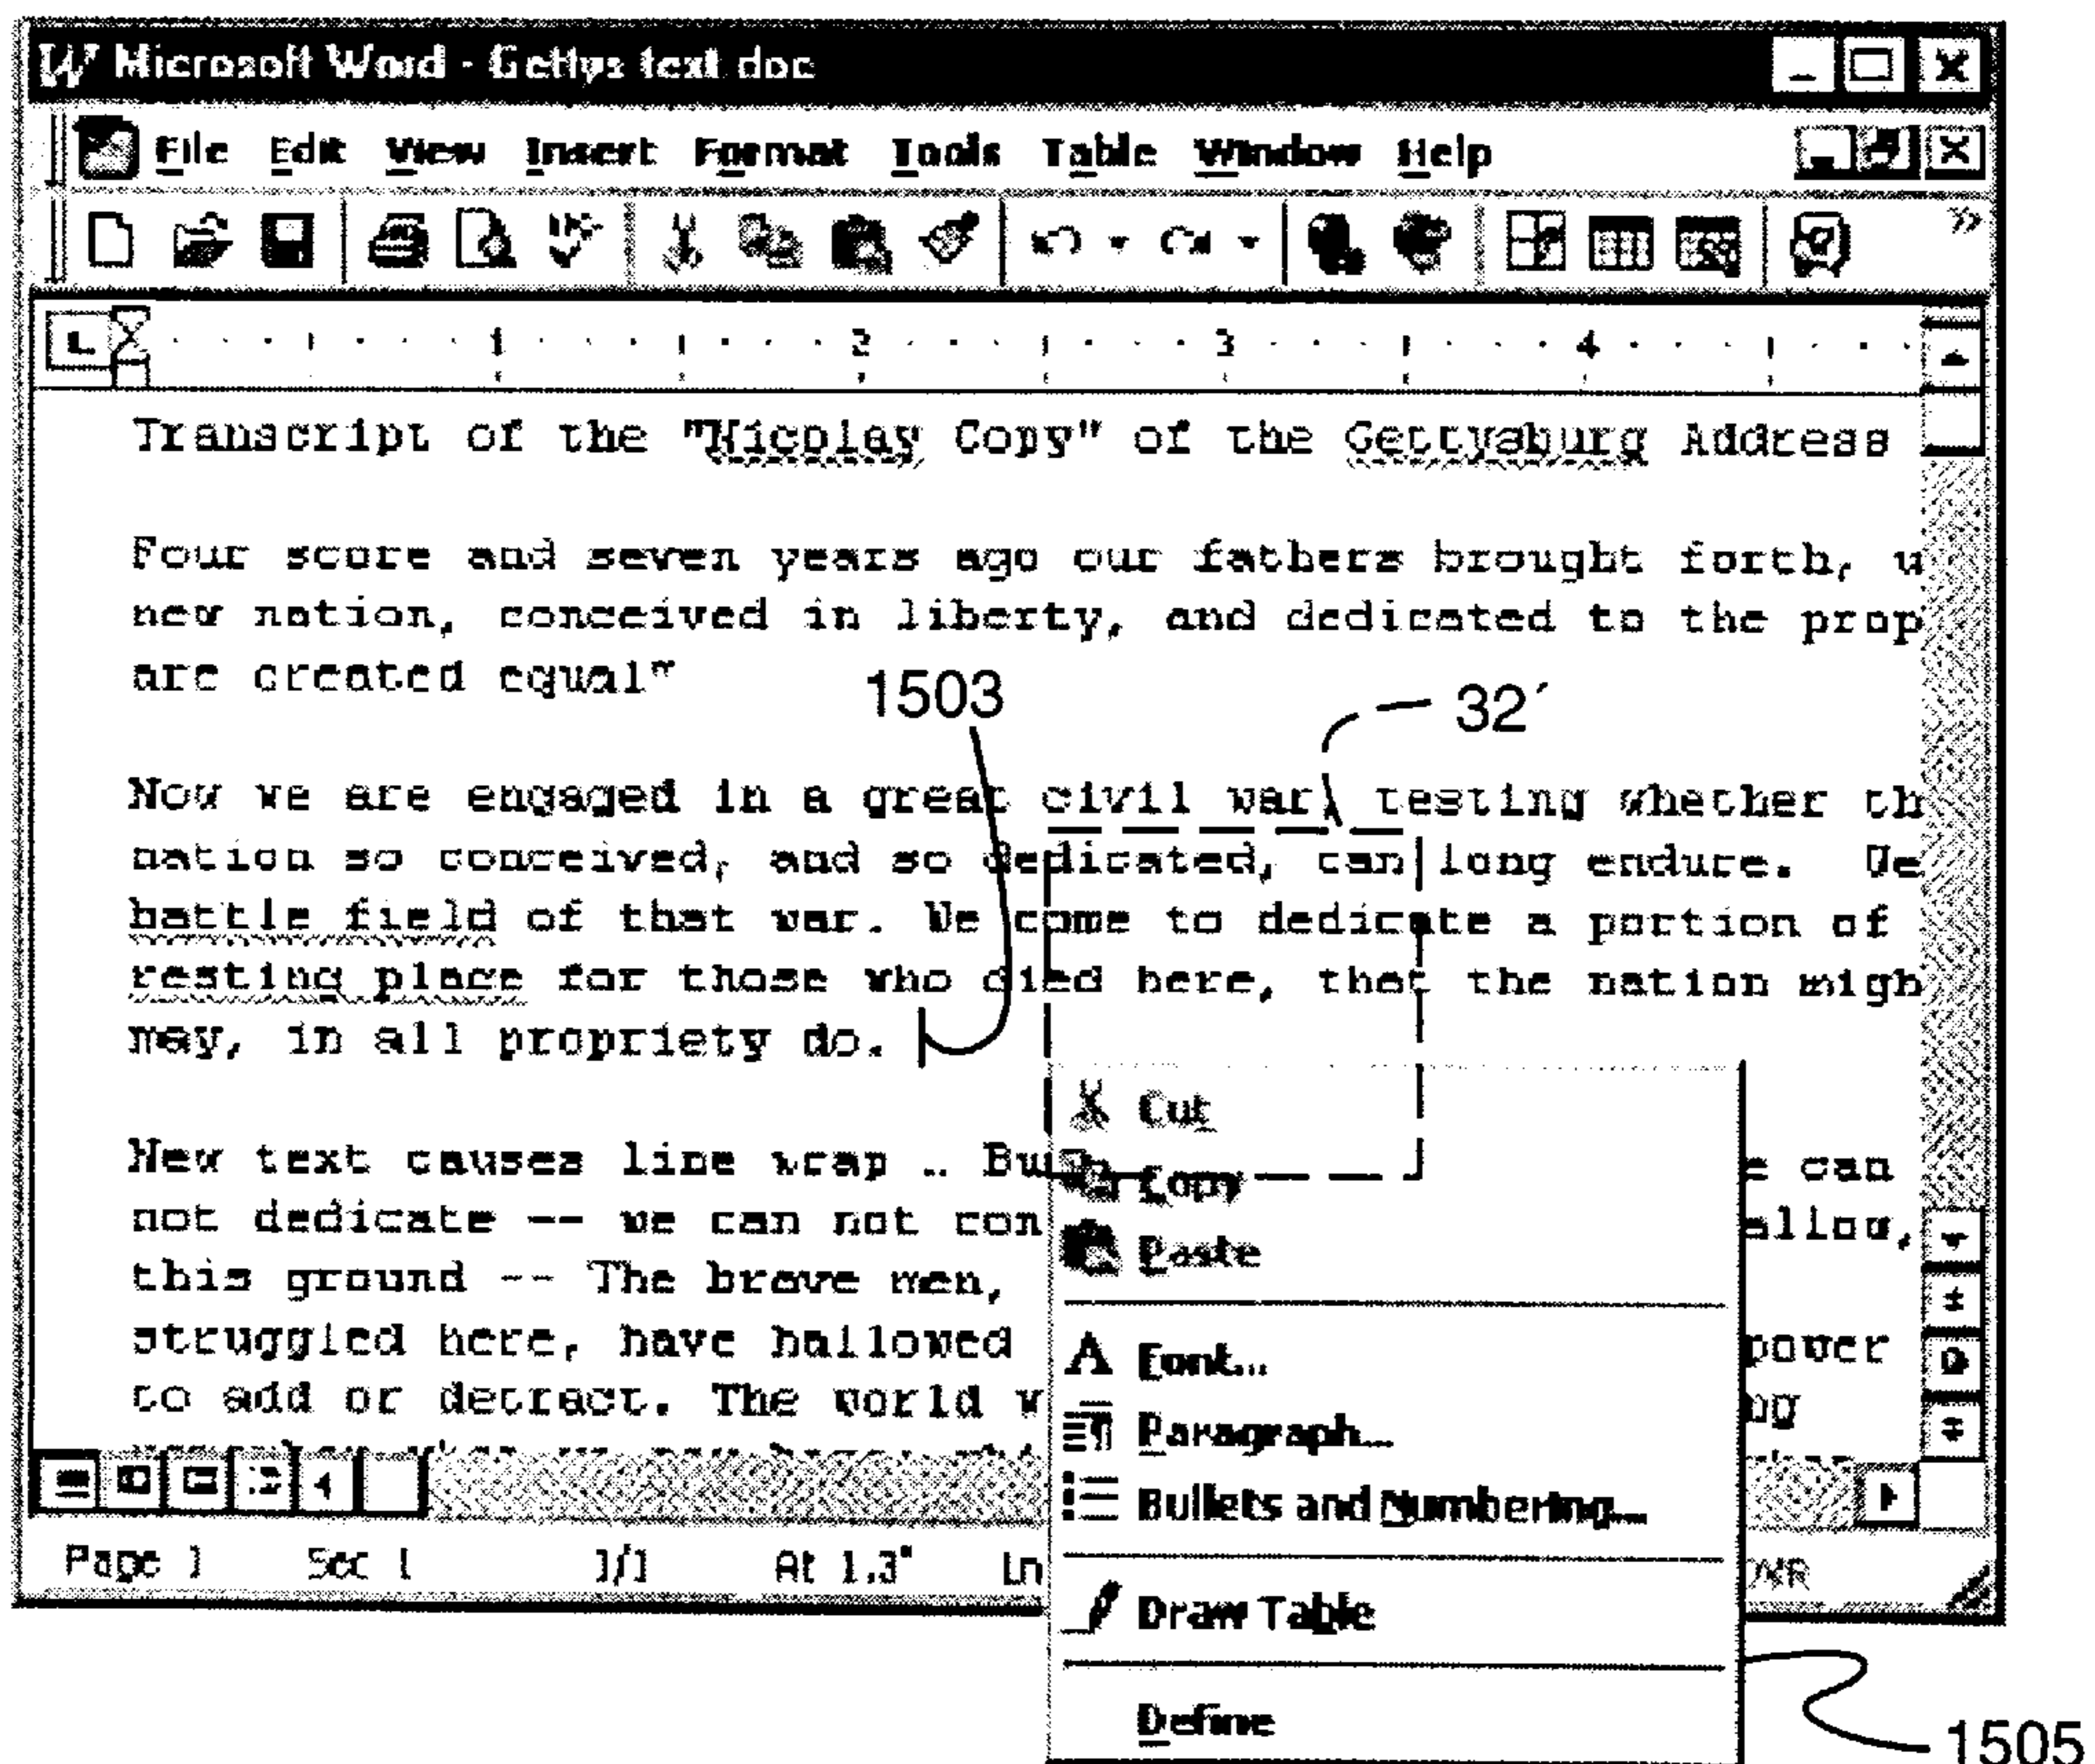 Microsoft Word - Gettys text doc
File Edit View Insert Format Tools Table Window Help
1 2 3 4
Transcript of the "Nicolay Copy" of the Gettysburg Address
Four score and seven years ago our fathers brought forth, u
new nation, conceived in liberty, and dedicated to the prop
are created equal"
1503
32′
Now we are engaged in a great civil war, testing whether th
nation so conceived, and so dedicated, can long endure. We
battle field of that war. We come to dedicate a portion of
resting place for those who died here, that the nation migh
may, in all propriety do.
New text causes line wrap .. Bu e can
not dedicate -- we can not con allow,
this ground -- The brave men,
struggled here, have hallowed power
to add or detract. The world w ng
Cut
Copy
Paste
Font...
Paragraph...
Bullets and Numbering...
Draw Table
Define
Page 1 Sec 1 1/1 At 1.3" Ln
1505